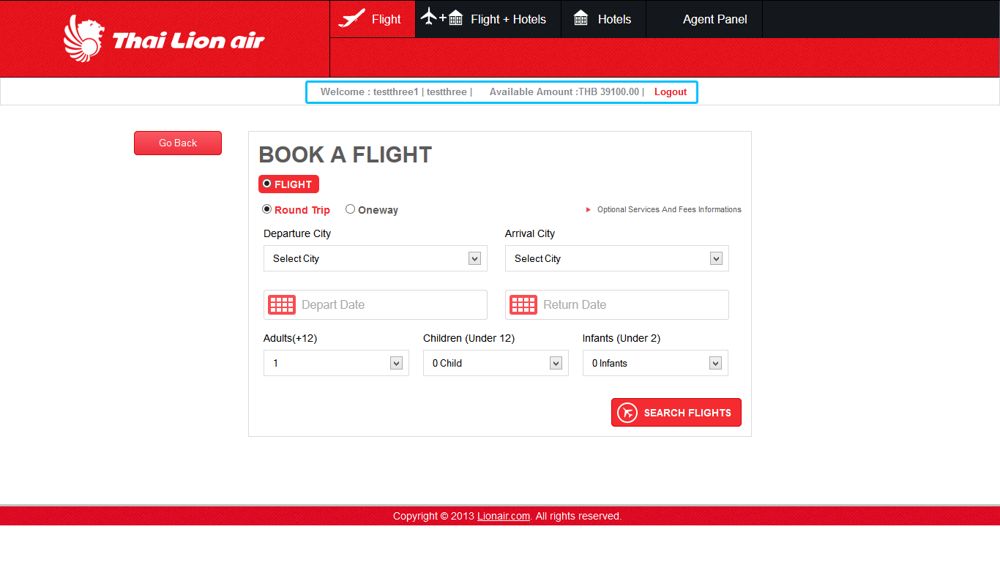 Thai Lion air
Flight
+
Flight + Hotels
Hotels
Agent Panel
Welcome : testthree1 | testthree | Available Amount :THB 39100.00 | Logout
Go Back
BOOK A FLIGHT
FLIGHT
Round Trip Oneway Optional Services And Fees Informations
Departure City Arrival City
Select City Select City
Depart Date Return Date
Adults(+12) Children (Under 12) Infants (Under 2)
1 0 Child 0 Infants
SEARCH FLIGHTS
Copyright © 2013 Lionair.com. All rights reserved.